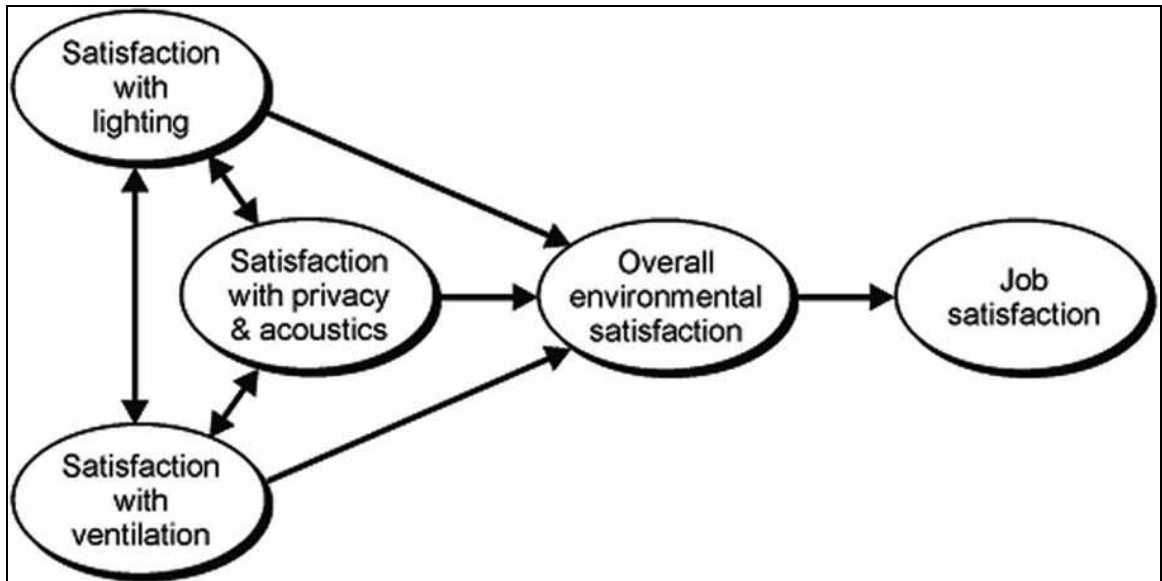 Satisfaction
with
lighting
Satisfaction
with privacy
& acoustics
Overall
environmental
satisfaction
Job
satisfaction
Satisfaction
with
ventilation